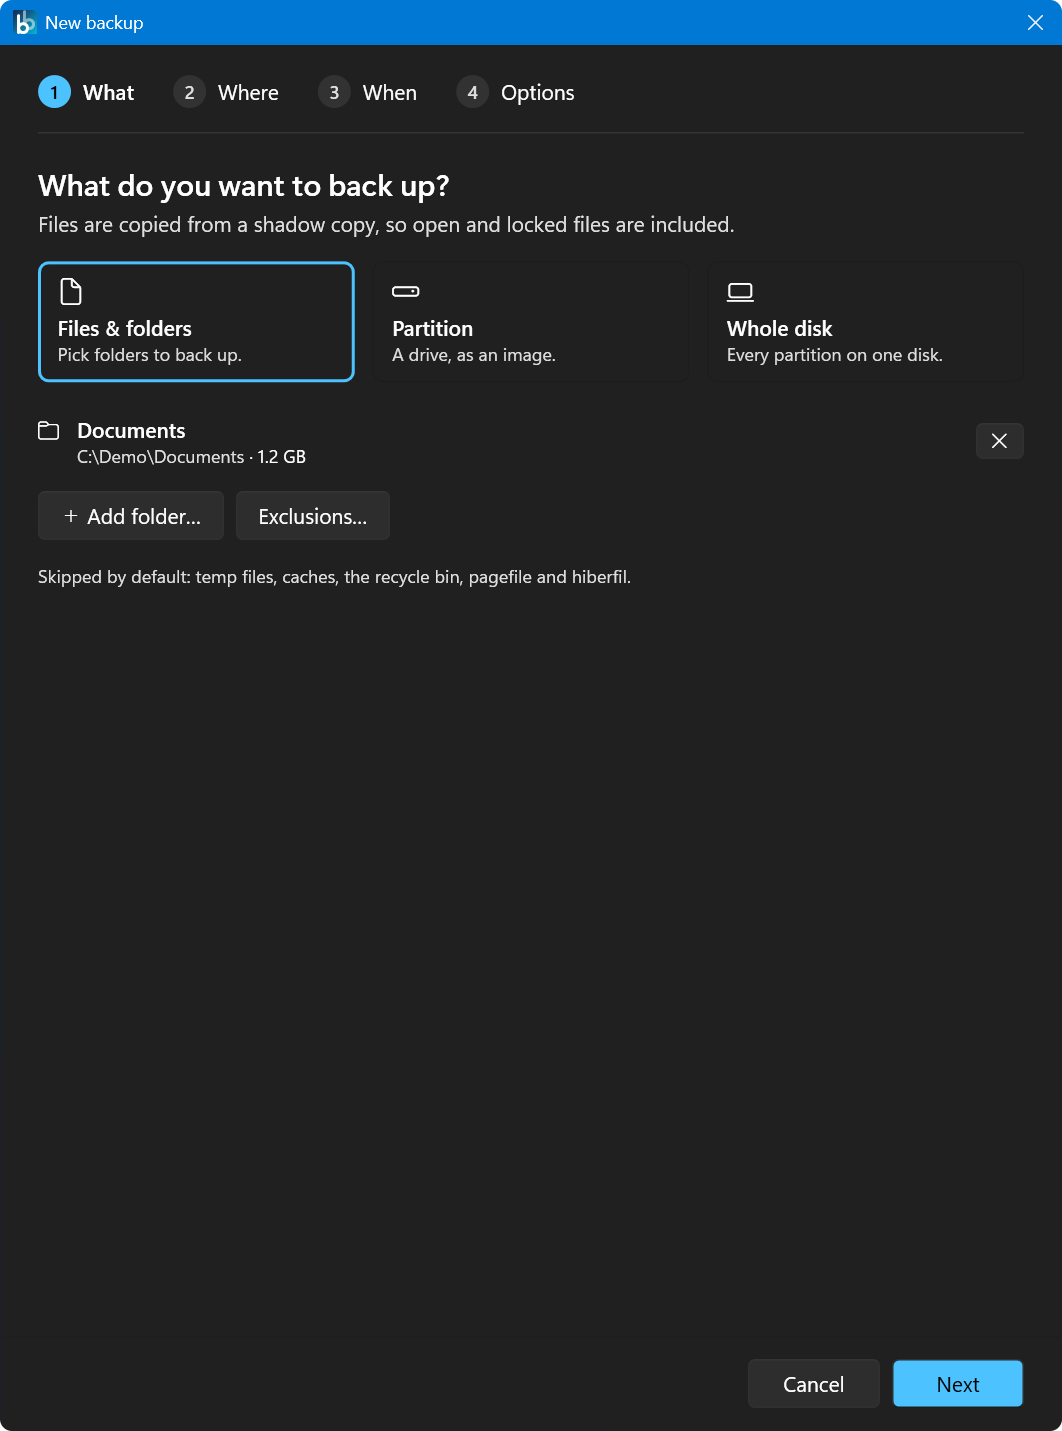 New backup
1 What 2 Where 3 When 4 Options
What do you want to back up?
Files are copied from a shadow copy, so open and locked files are included.
Files & folders
Pick folders to back up.
Partition
A drive, as an image.
Whole disk
Every partition on one disk.
Documents
C:\Demo\Documents · 1.2 GB
+ Add folder...
Exclusions...
Skipped by default: temp files, caches, the recycle bin, pagefile and hiberfil.
Cancel
Next